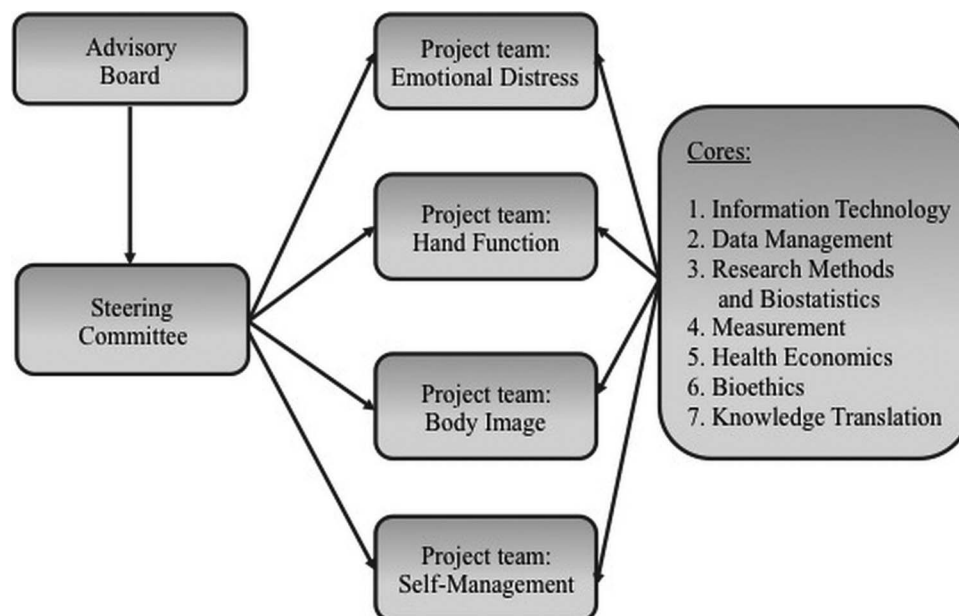 Advisory
Board
Steering
Committee
Project team:
Emotional Distress
Project team:
Hand Function
Project team:
Body Image
Project team:
Self-Management
Cores:
1. Information Technology
2. Data Management
3. Research Methods
and Biostatistics
4. Measurement
5. Health Economics
6. Bioethics
7. Knowledge Translation